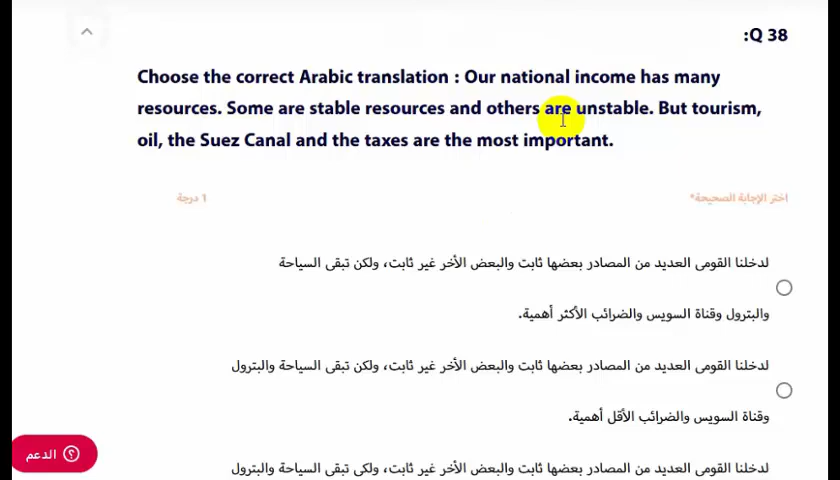 :Q 38
Choose the correct Arabic translation : Our national income has many
resources. Some are stable resources and others are unstable. But tourism,
oil, the Suez Canal and the taxes are the most important.
اختر الإجابة الصحيحة*
1 درجة
لدخلنا القومى العديد من المصادر بعضها ثابت والبعض الأخر غير ثابت، ولكن تبقى السياحة
والبترول وقناة السويس والضرائب الأكثر أهمية.
لدخلنا القومى العديد من المصادر بعضها ثابت والبعض الأخر غير ثابت، ولكن تبقى السياحة والبترول
وقناة السويس والضرائب الأقل أهمية.
الدعم
لدخلنا القومى العديد من المصادر بعضها ثابت والبعض الأخر غير ثابت، ولكى تبقى السياحة والبترول